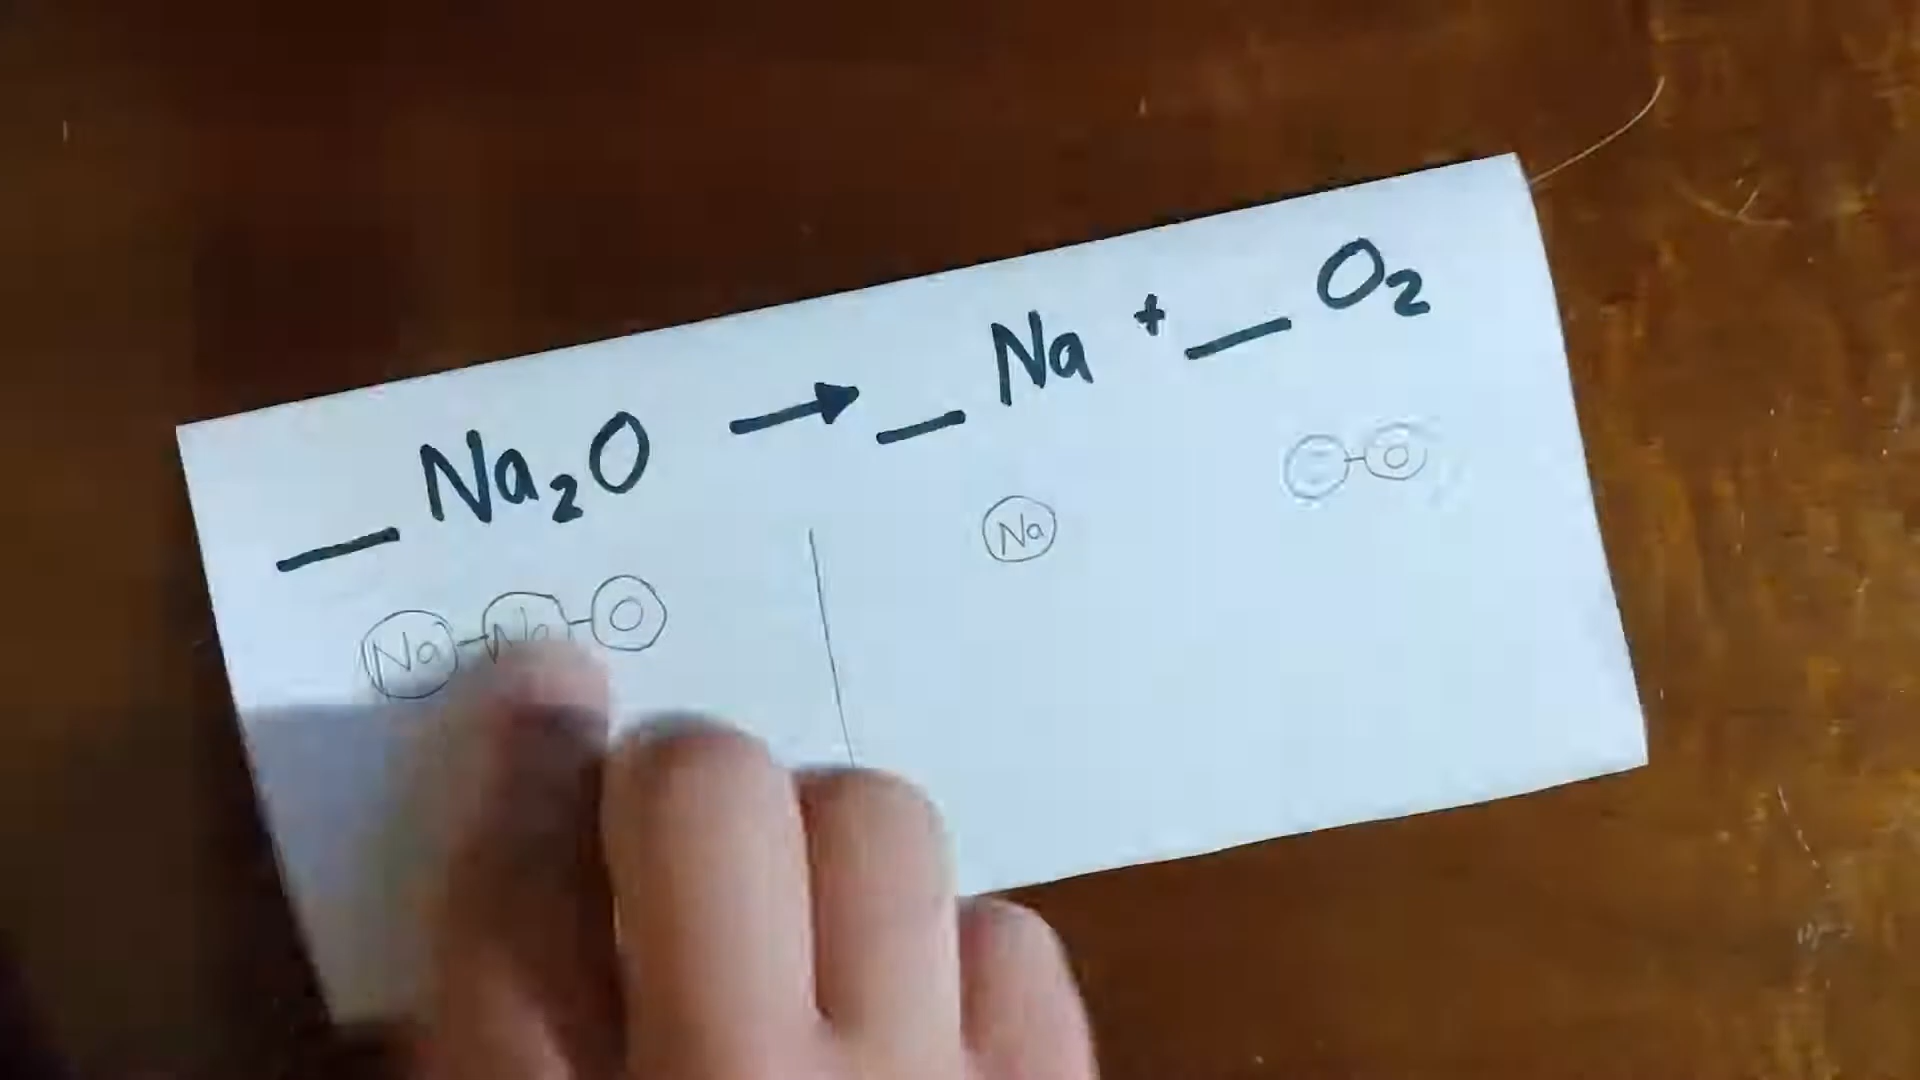 __ Na₂O → __ Na + __ O₂
Na-Na-O Na O